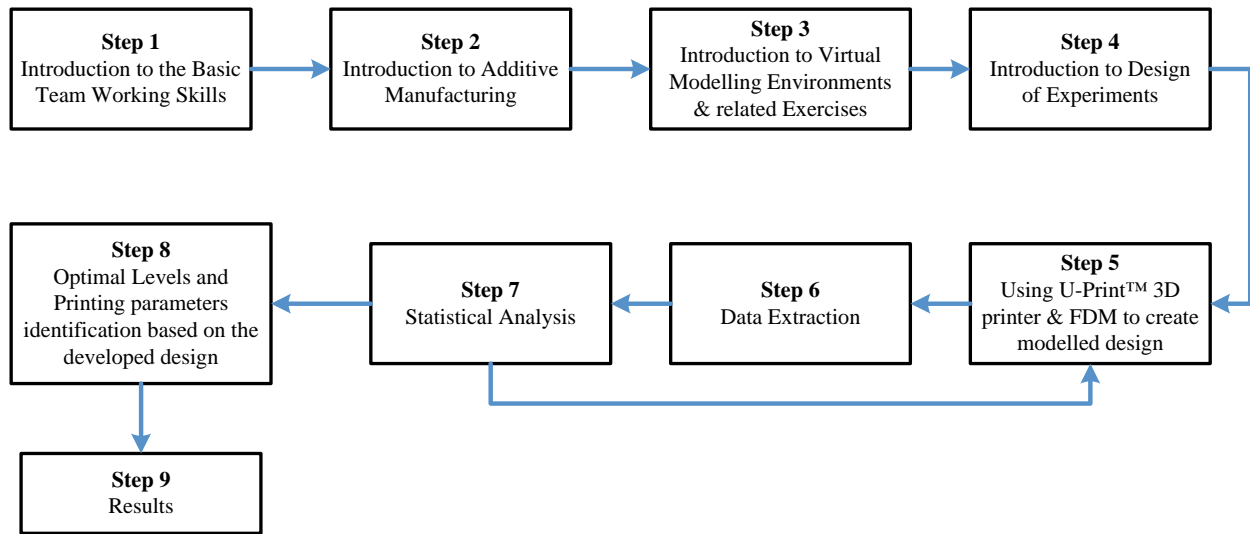 Step 1
Introduction to the Basic
Team Working Skills
Step 2
Introduction to Additive
Manufacturing
Step 3
Introduction to Virtual
Modelling Environments
& related Exercises
Step 4
Introduction to Design
of Experiments
Step 5
Using U-Print™ 3D
printer & FDM to create
modelled design
Step 6
Data Extraction
Step 7
Statistical Analysis
Step 8
Optimal Levels and
Printing parameters
identification based on the
developed design
Step 9
Results